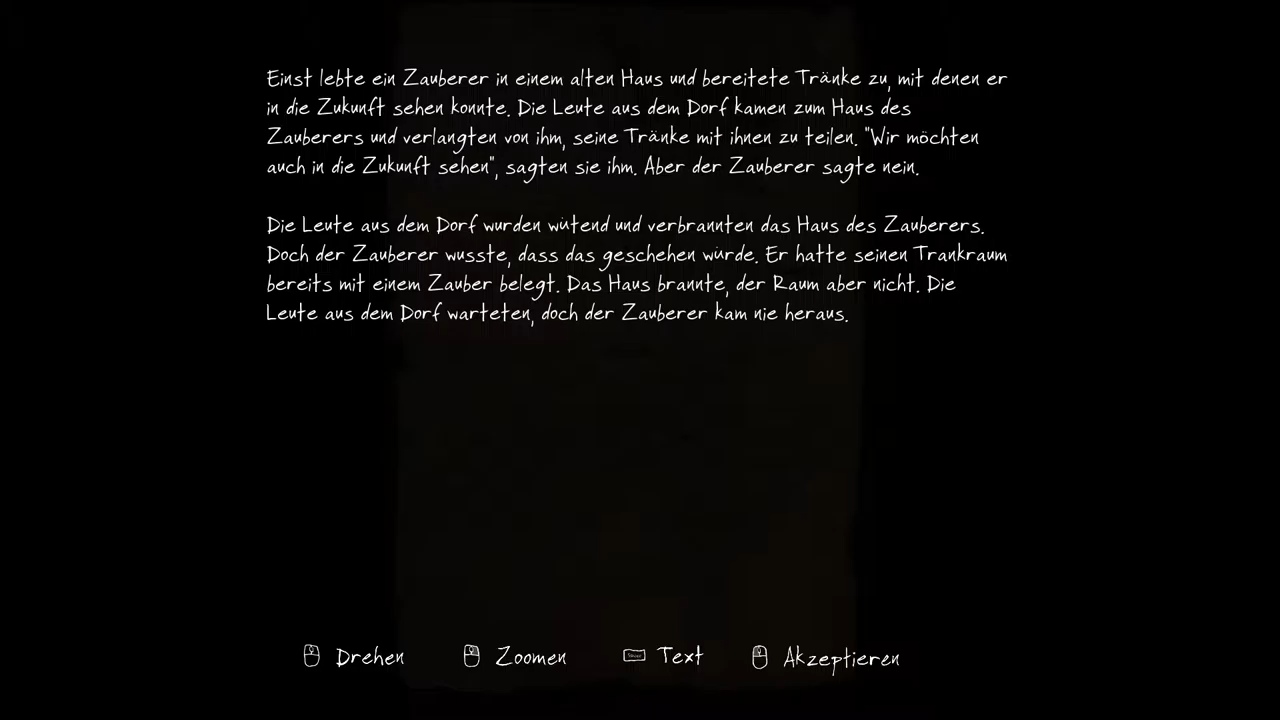 Einst lebte ein Zauberer in einem alten Haus und bereitete Tränke zu, mit denen er
in die Zukunft sehen konnte. Die Leute aus dem Dorf kamen zum Haus des
Zauberers und verlangten von ihm, seine Tränke mit ihnen zu teilen. "Wir möchten
auch in die Zukunft sehen", sagten sie ihm. Aber der Zauberer sagte nein.
Die Leute aus dem Dorf wurden wütend und verbrannten das Haus des Zauberers.
Doch der Zauberer wusste, dass das geschehen würde. Er hatte seinen Trankraum
bereits mit einem Zauber belegt. Das Haus brannte, der Raum aber nicht. Die
Leute aus dem Dorf warteten, doch der Zauberer kam nie heraus.
Drehen Zoomen Text Akzeptieren